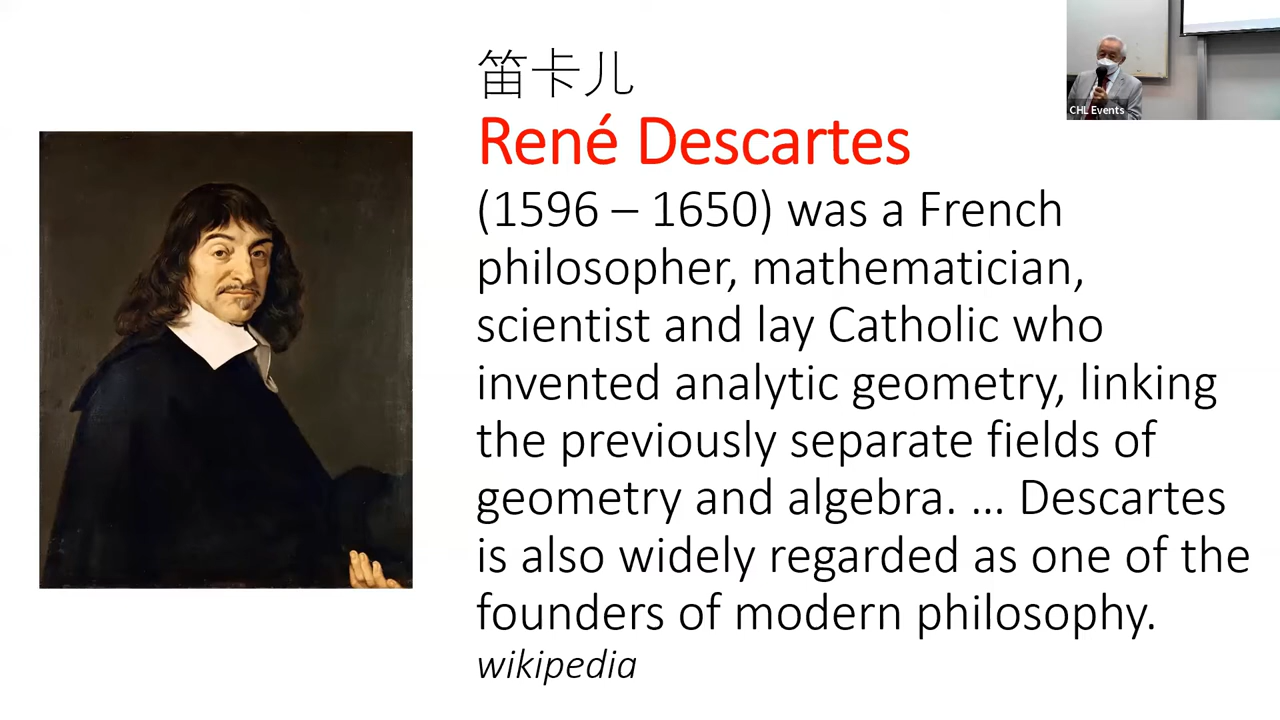 笛卡儿
René Descartes
(1596 – 1650) was a French
philosopher, mathematician,
scientist and lay Catholic who
invented analytic geometry, linking
the previously separate fields of
geometry and algebra. ... Descartes
is also widely regarded as one of the
founders of modern philosophy.
wikipedia
CHL Events